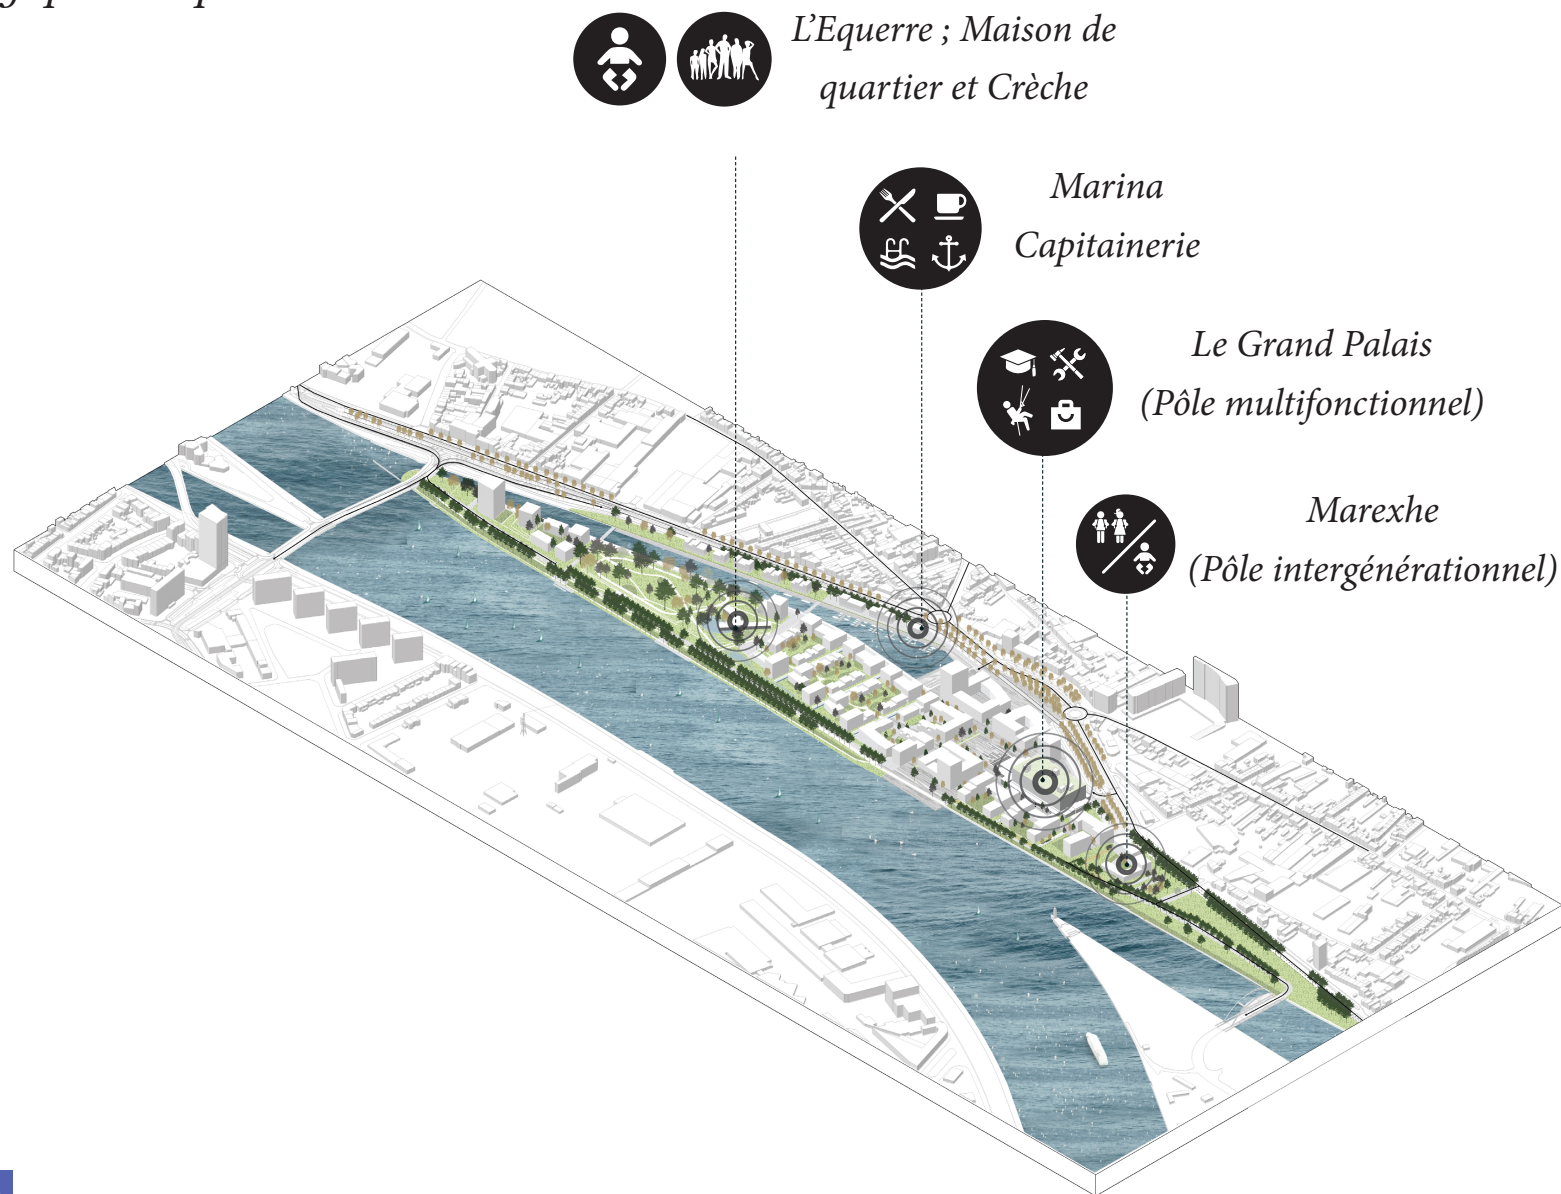 L'Equerre ; Maison de
quartier et Crèche
Marina
Capitainerie
Le Grand Palais
(Pôle multifonctionnel)
Marexhe
(Pôle intergénérationnel)